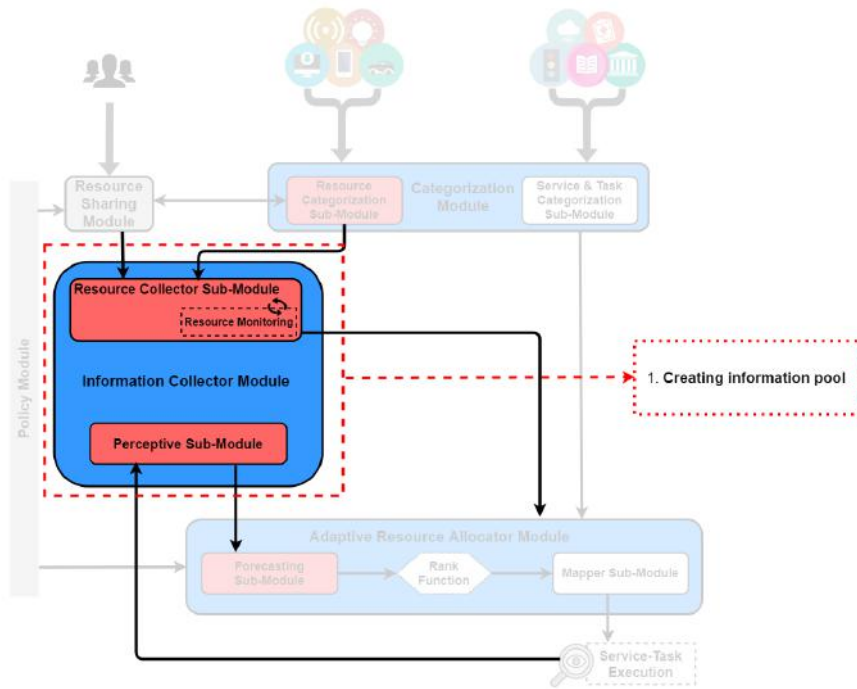 Resource
Sharing
Module
Resource
Categorization
Sub-Module
Categorization
Module
Service & Task
Categorization
Sub-Module
Policy Module
Resource Collector Sub-Module
Resource Monitoring
Information Collector Module
Perceptive Sub-Module
1. Creating information pool
Adaptive Resource Allocator Module
Porecasting
Sub-Module
Rank
Function
Mapper Sub-Module
Service-Task
Execution